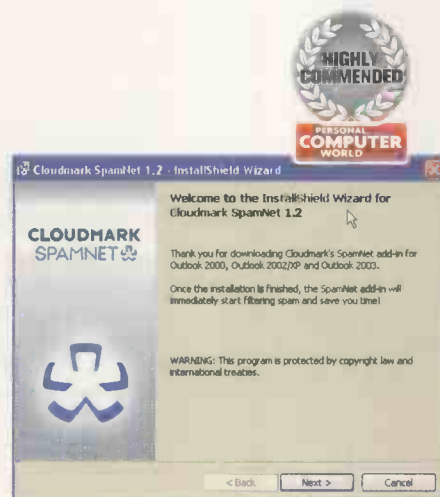 HIGHLY
COMMENDED
PERSONAL
COMPUTER
WORLD
Cloudmark SpamNet 1.2 - InstallShield Wizard
CLOUDMARK
SPAMNET
Welcome to the InstallShield Wizard for
Cloudmark SpamNet 1.2
Thank you for downloading Cloudmark's SpamNet add-in for
Outlook 2000, Outlook 2002/XP and Outlook 2003.
Once the installation is finished, the SpamNet add-in will
immediately start filtering spam and save you time!
WARNING: This program is protected by copyright law and
international treaties.
< Back
Next >
Cancel